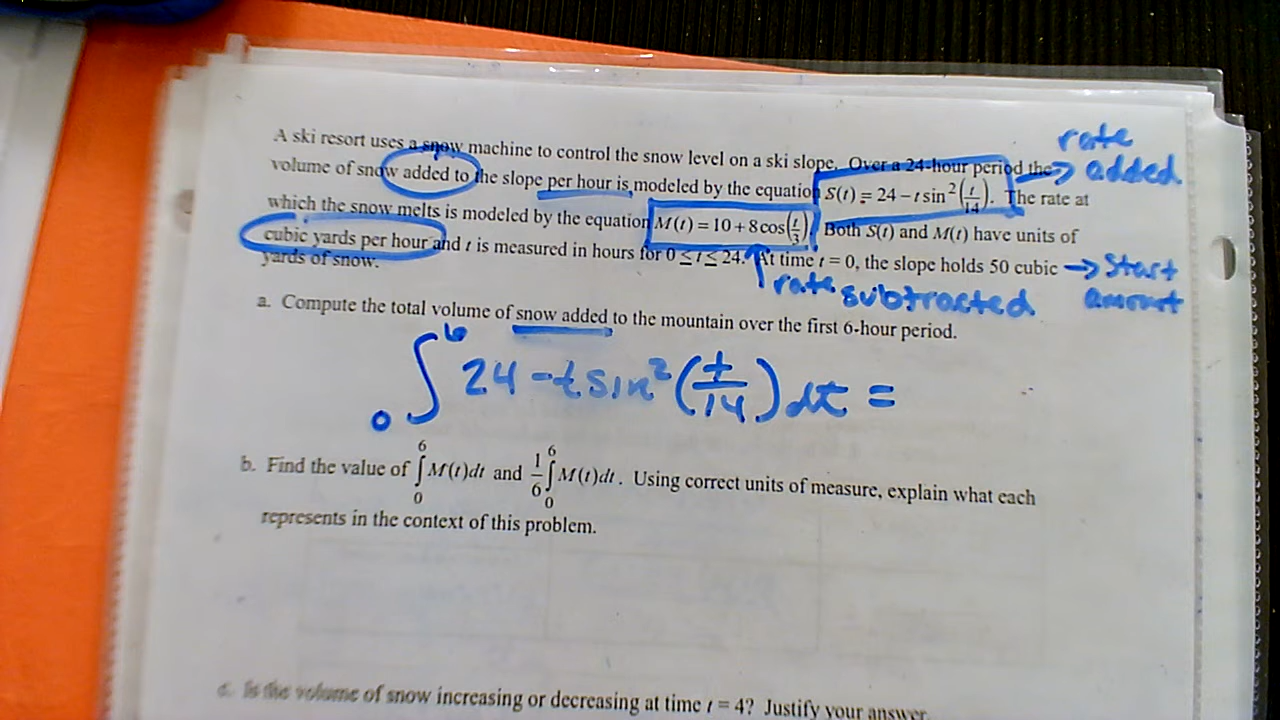 rate
added
A ski resort uses a snow machine to control the snow level on a ski slope. Over a 24-hour period the
volume of snow added to the slope per hour is modeled by the equation S(t) = 24 − t sin²(t/14). The rate at
which the snow melts is modeled by the equation M(t) = 10 + 8cos(t/3). Both S(t) and M(t) have units of
cubic yards per hour and t is measured in hours for 0 ≤ t ≤ 24. At time t = 0, the slope holds 50 cubic → Start amount
yards of snow.
rate subtracted
a. Compute the total volume of snow added to the mountain over the first 6-hour period.
∫₀⁶ 24 − t sin²(t/14) dt =
b. Find the value of ∫₀⁶ M(t)dt and 1/6 ∫₀⁶ M(t)dt. Using correct units of measure, explain what each
represents in the context of this problem.
c. Is the volume of snow increasing or decreasing at time t = 4? Justify your answer.